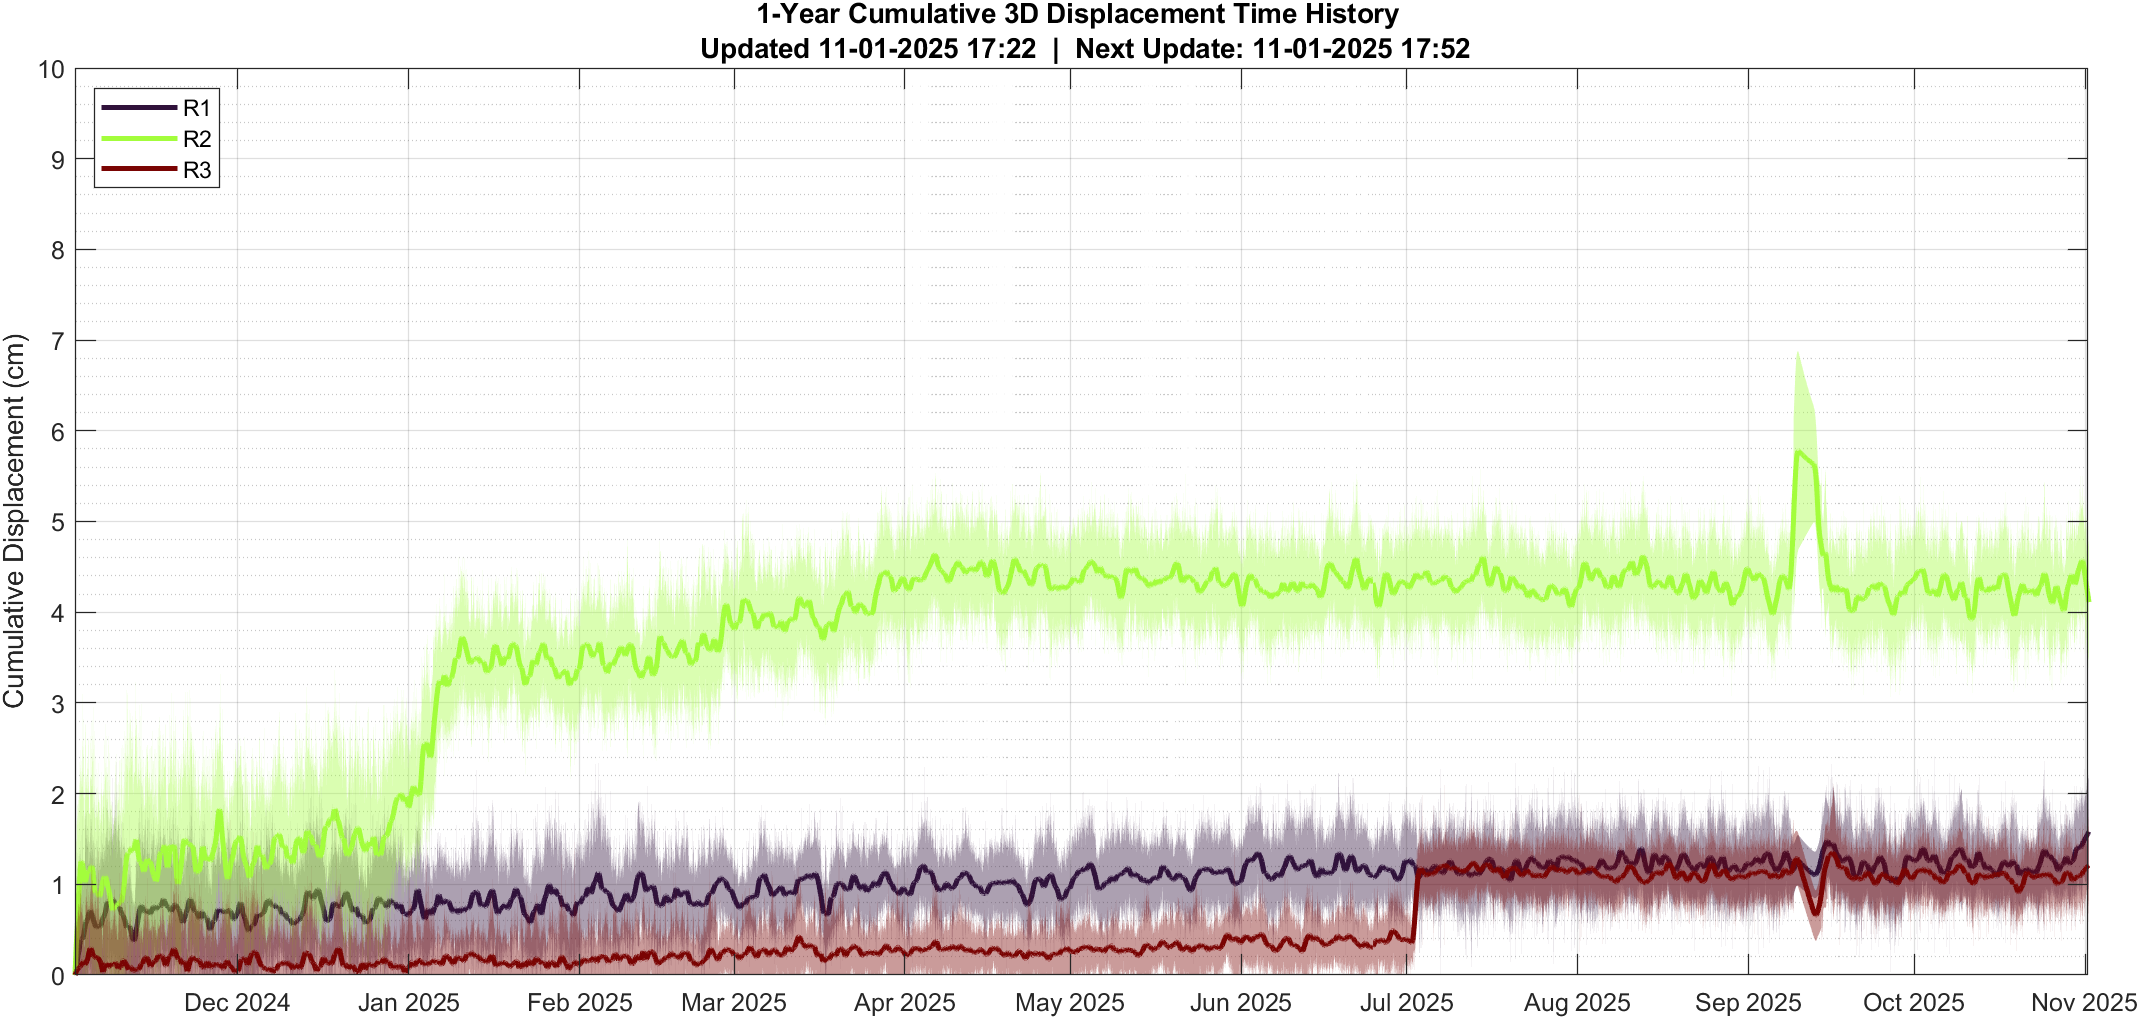 1-Year Cumulative 3D Displacement Time History
Updated 11-01-2025 17:22 | Next Update: 11-01-2025 17:52
R1
R2
R3
Cumulative Displacement (cm)
10
9
8
7
6
5
4
3
2
1
0
Dec 2024 Jan 2025 Feb 2025 Mar 2025 Apr 2025 May 2025 Jun 2025 Jul 2025 Aug 2025 Sep 2025 Oct 2025 Nov 2025